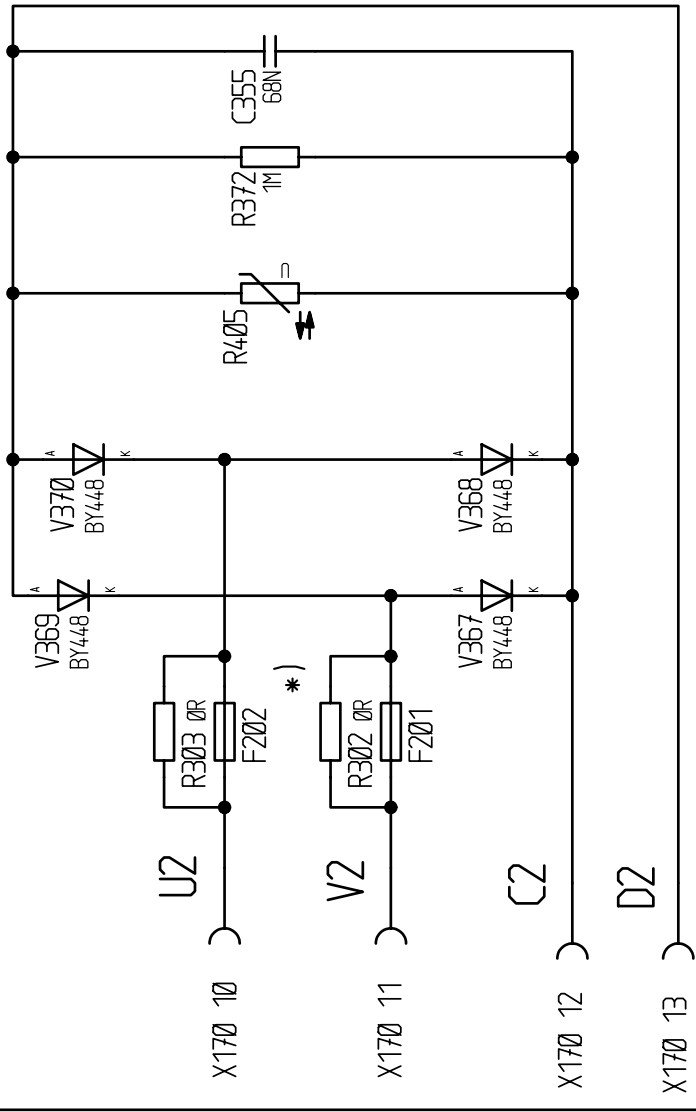 C355
68N
R372
1M
R405
U
A
K
V370
BY448
A
K
V368
BY448
A
K
V369
BY448
A
K
V367
BY448
R303 0R
F202
*)
R302 0R
F201
U2
V2
C2
D2
X170 10
X170 11
X170 12
X170 13